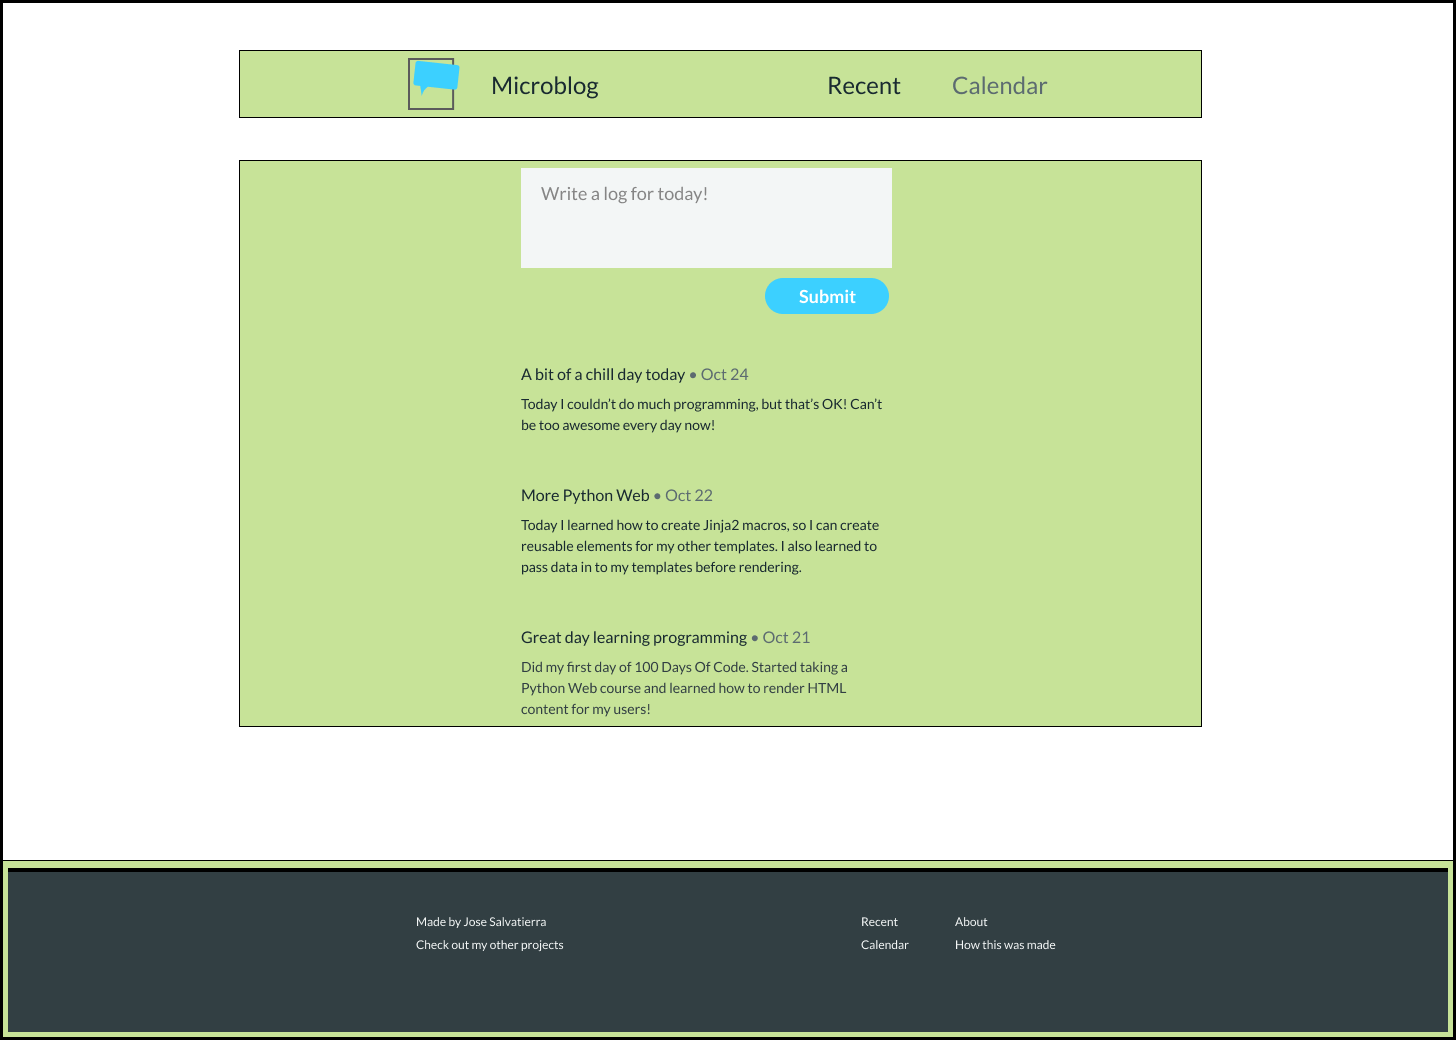 Microblog
Recent
Calendar
Write a log for today!
Submit
A bit of a chill day today • Oct 24
Today I couldn’t do much programming, but that’s OK! Can’t
be too awesome every day now!
More Python Web • Oct 22
Today I learned how to create Jinja2 macros, so I can create
reusable elements for my other templates. I also learned to
pass data in to my templates before rendering.
Great day learning programming • Oct 21
Did my first day of 100 Days Of Code. Started taking a
Python Web course and learned how to render HTML
content for my users!
Made by Jose Salvatierra
Check out my other projects
Recent
Calendar
About
How this was made